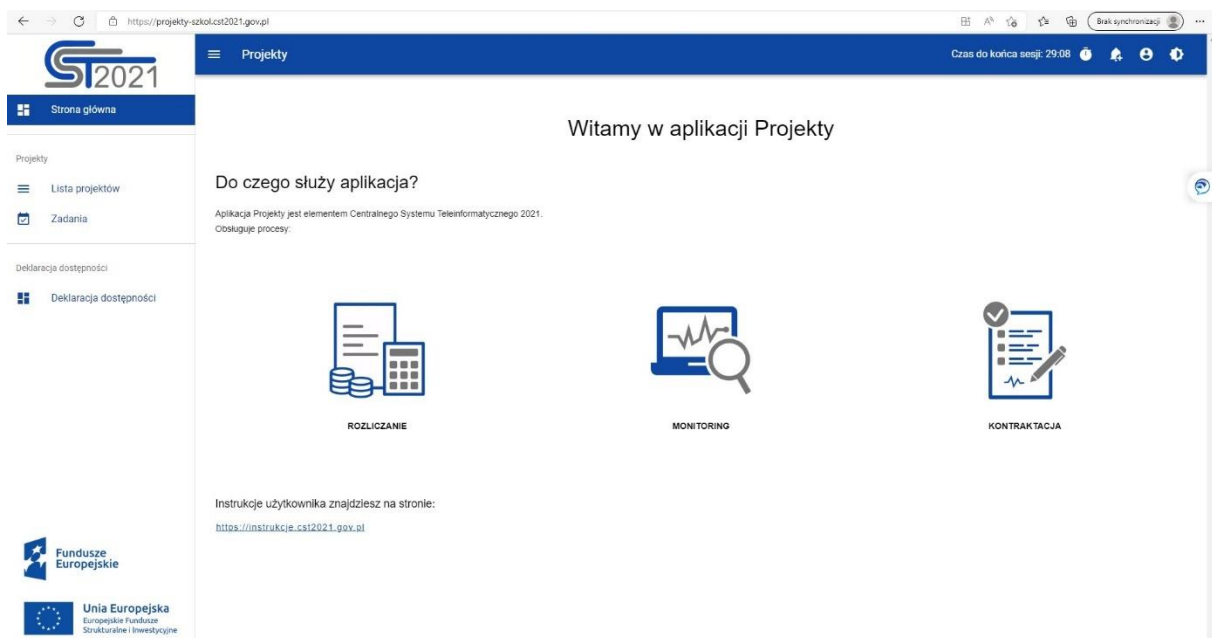 https://projekty-szkol.cst2021.gov.pl
Brak synchronizacji
ST2021
Projekty
Czas do końca sesji: 29:08
Strona główna
Projekty
Lista projektów
Zadania
Deklaracja dostępności
Deklaracja dostępności
Witamy w aplikacji Projekty
Do czego służy aplikacja?
Aplikacja Projekty jest elementem Centralnego Systemu Teleinformatycznego 2021.
Obsługuje procesy:
ROZLICZANIE
MONITORING
KONTRAKTACJA
Instrukcje użytkownika znajdziesz na stronie:
https://instrukcje.cst2021.gov.pl
Fundusze
Europejskie
Unia Europejska
Europejskie Fundusze
Strukturalne i Inwestycyjne